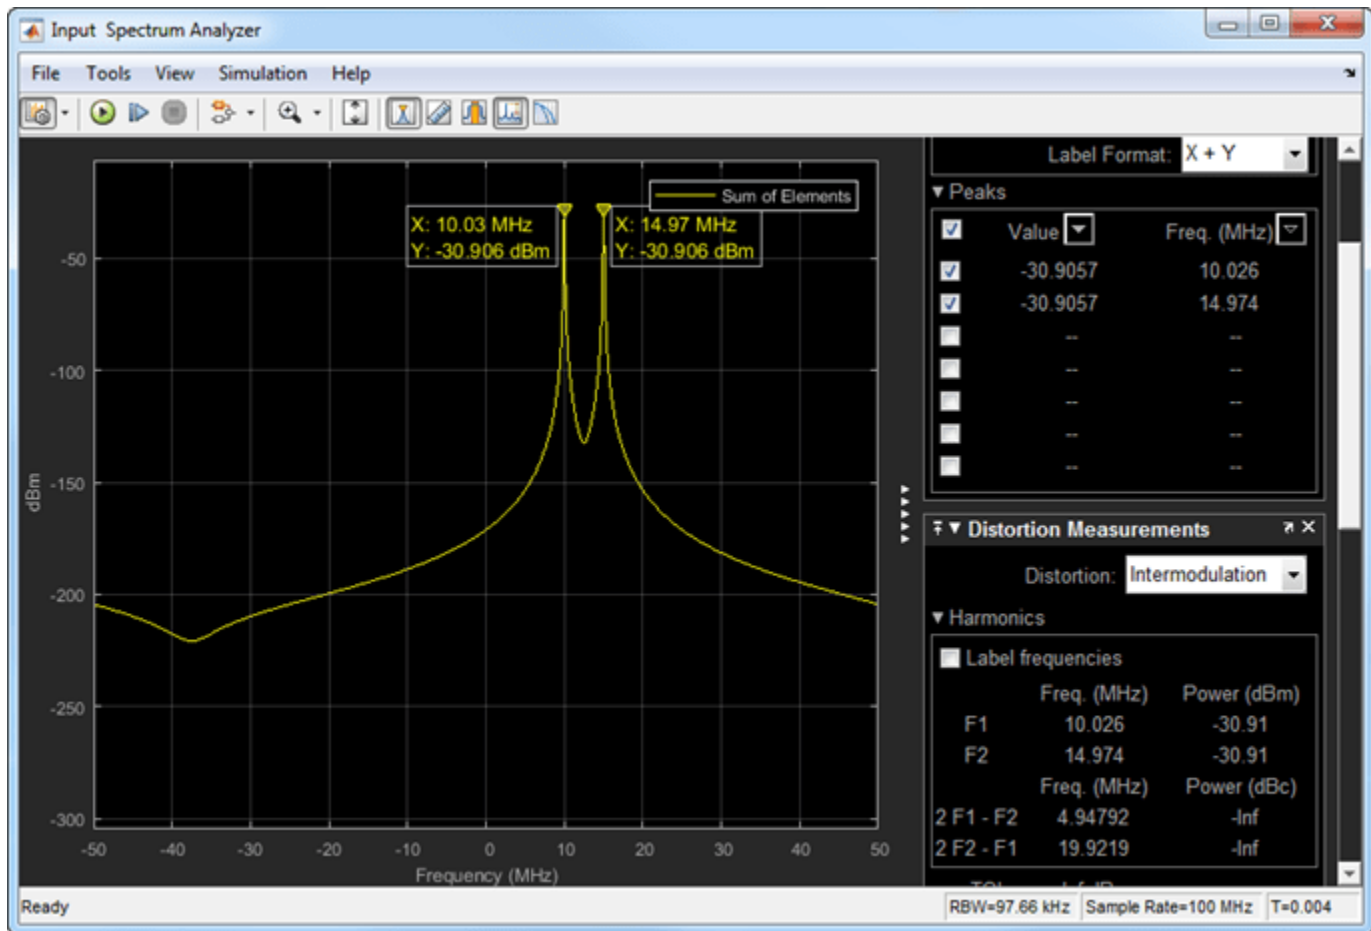 Input Spectrum Analyzer
File Tools View Simulation Help
Label Format: X + Y
Peaks
Value Freq. (MHz)
-30.9057 10.026
-30.9057 14.974
-- --
-- --
-- --
-- --
-- --
Sum of Elements
X: 10.03 MHz
Y: -30.906 dBm
X: 14.97 MHz
Y: -30.906 dBm
-50
-100
-150
-200
-250
-300
dBm
-50 -40 -30 -20 -10 0 10 20 30 40 50
Frequency (MHz)
Distortion Measurements
Distortion: Intermodulation
Harmonics
Label frequencies
Freq. (MHz) Power (dBm)
F1 10.026 -30.91
F2 14.974 -30.91
Freq. (MHz) Power (dBc)
2 F1 - F2 4.94792 -Inf
2 F2 - F1 19.9219 -Inf
Ready
RBW=97.66 kHz Sample Rate=100 MHz T=0.004